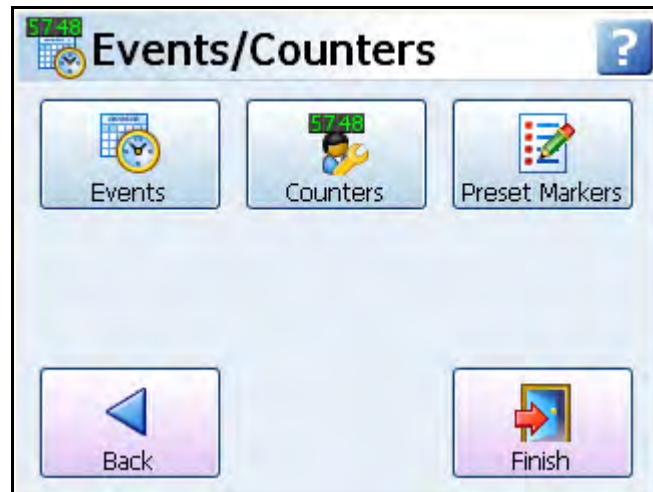 57 48
Events/Counters
?
57 48
Events
Counters
Preset Markers
Back
Finish